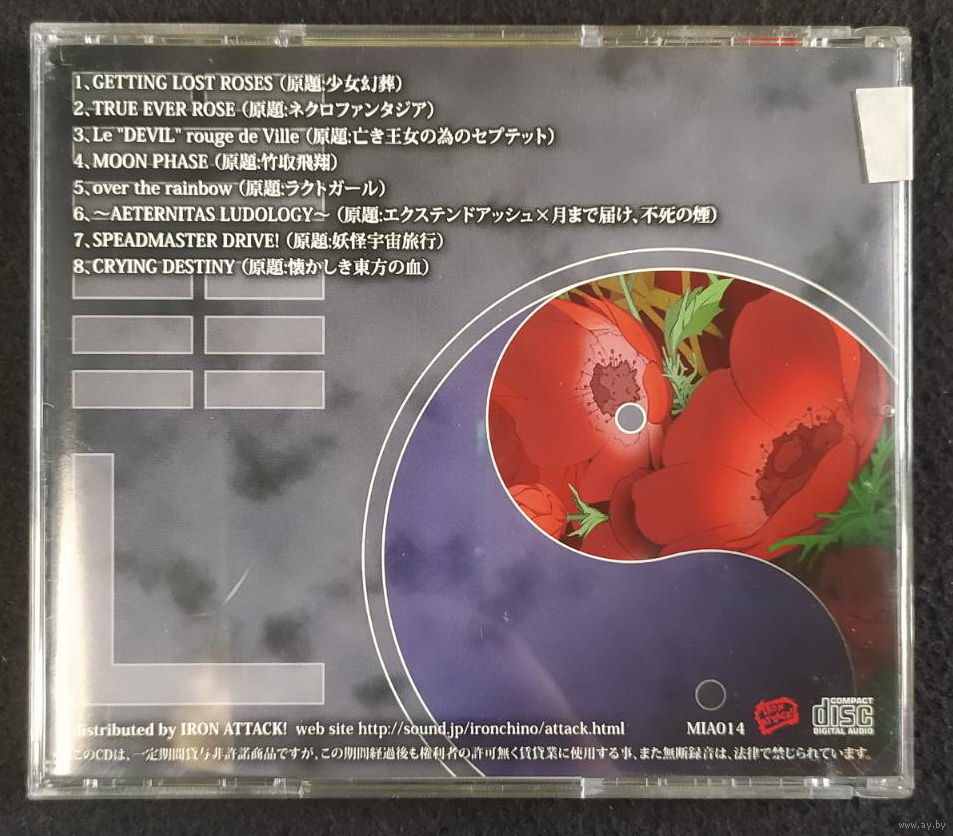 1、GETTING LOST ROSES（原題:少女幻葬）
2、TRUE EVER ROSE（原題:ネクロファンタジア）
3、Le "DEVIL" rouge de Ville（原題:亡き王女の為のセプテット）
4、MOON PHASE（原題:竹取飛翔）
5、over the rainbow（原題:ラクトガール）
6、～AETERNITAS LUDOLOGY～（原題:エクステンドアッシュ×月まで届け、不死の煙）
7、SPEADMASTER DRIVE!（原題:妖怪宇宙旅行）
8、CRYING DESTINY（原題:懐かしき東方の血）
distributed by IRON ATTACK! web site http://sound.jp/ironchino/attack.html
MIA014
IRON ATTACK!
COMPACT disc DIGITAL AUDIO
このCDは、一定期間貸与非許諾商品ですが、この期間経過後も権利者の許可無く賃貸業に使用する事、また無断録音は、法律で禁じられています。
www.ay.by